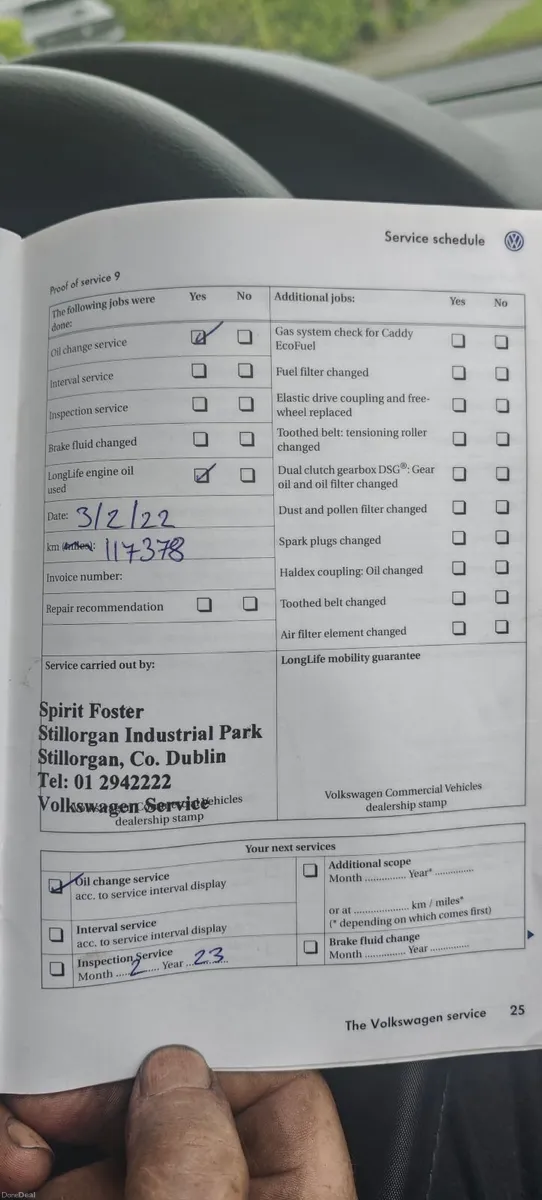 Service schedule
Proof of service 9
The following jobs were done: Yes No
Oil change service
Interval service
Inspection service
Brake fluid changed
LongLife engine oil used
Date: 3/2/22
km (miles): 117378
Invoice number:
Repair recommendation
Service carried out by:
Spirit Foster
Stillorgan Industrial Park
Stillorgan, Co. Dublin
Tel: 01 2942222
Volkswagen Service
Vehicles
dealership stamp
Additional jobs: Yes No
Gas system check for Caddy
EcoFuel
Fuel filter changed
Elastic drive coupling and free-
wheel replaced
Toothed belt: tensioning roller
changed
Dual clutch gearbox DSG®: Gear
oil and oil filter changed
Dust and pollen filter changed
Spark plugs changed
Haldex coupling: Oil changed
Toothed belt changed
Air filter element changed
LongLife mobility guarantee
Volkswagen Commercial Vehicles
dealership stamp
Your next services
Oil change service
acc. to service interval display
Interval service
acc. to service interval display
Inspection Service
Month ..... 2 ..... Year ... 23 ...
Additional scope
Month .............. Year* ..............
or at .................... km / miles*
(* depending on which comes first)
Brake fluid change
Month .............. Year ..............
The Volkswagen service 25
DoneDeal